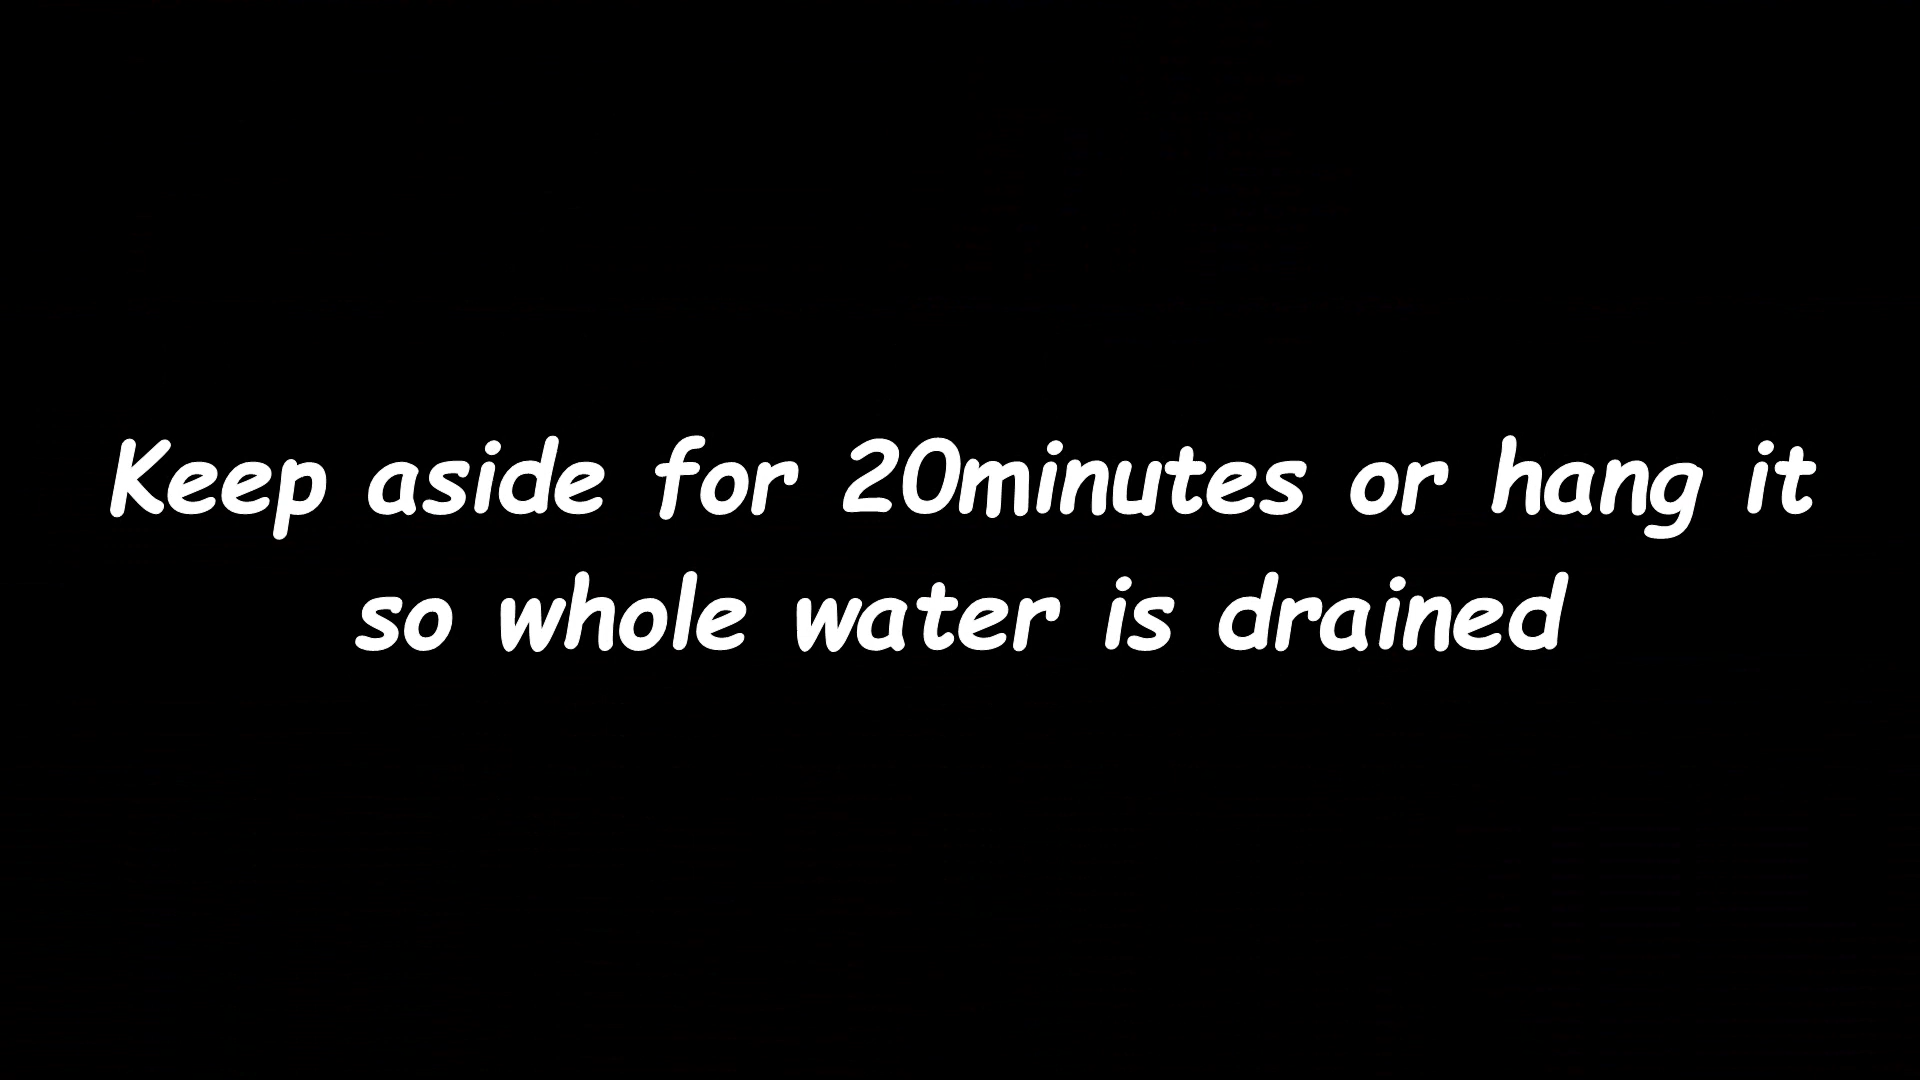 Keep aside for 20minutes or hang it
so whole water is drained